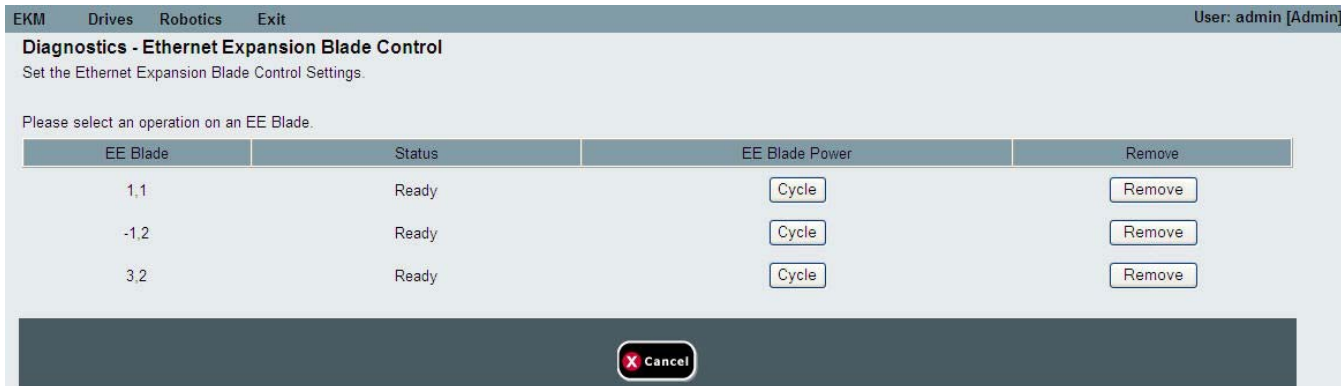 EKM Drives Robotics Exit User: admin [Admin]
Diagnostics - Ethernet Expansion Blade Control
Set the Ethernet Expansion Blade Control Settings.
Please select an operation on an EE Blade.
EE Blade Status EE Blade Power Remove
1,1 Ready Cycle Remove
-1,2 Ready Cycle Remove
3,2 Ready Cycle Remove
X Cancel